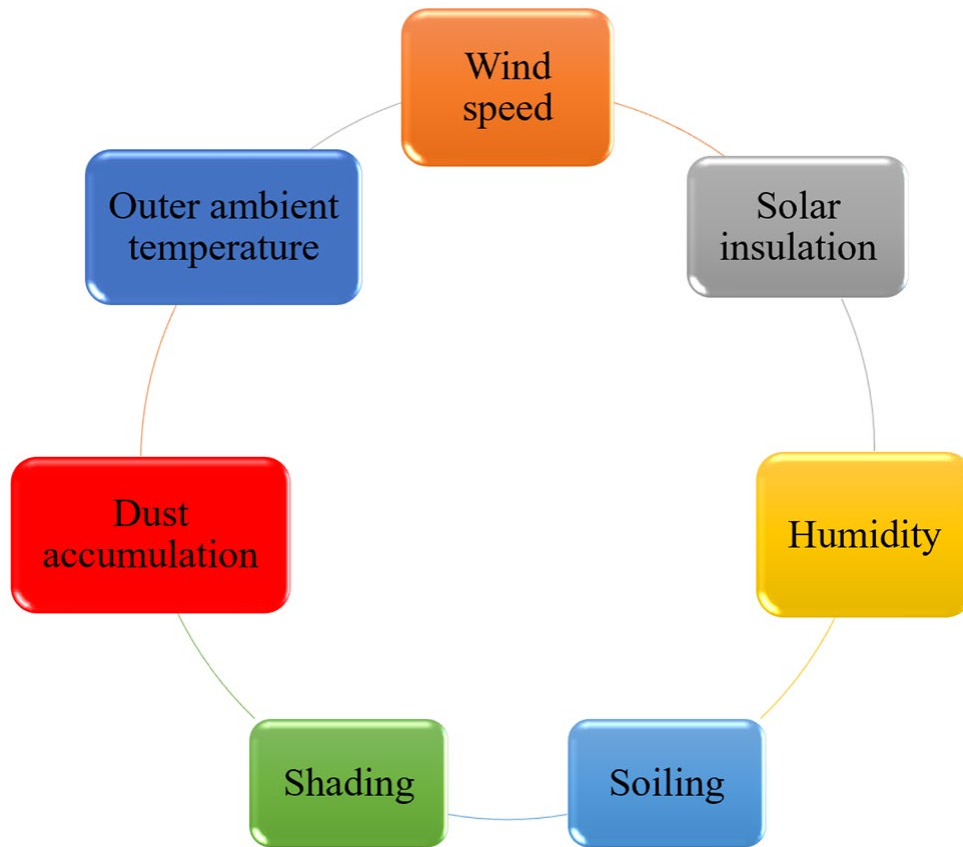 Wind
speed
Solar
insulation
Humidity
Soiling
Shading
Dust
accumulation
Outer ambient
temperature